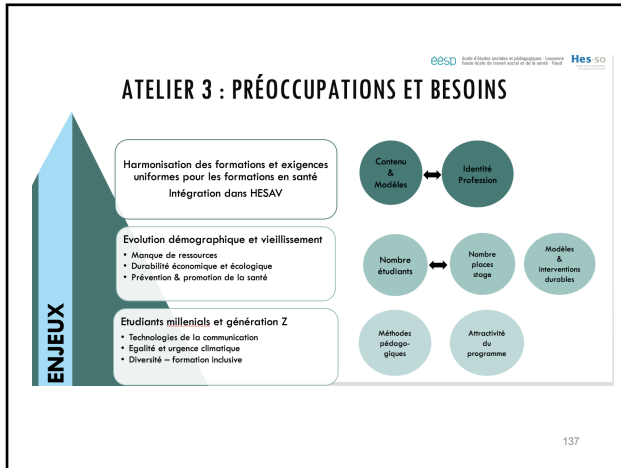 éésp
école d'études sociales et pédagogiques · Lausanne
haute école de travail social et de la santé · Vaud
Hes·so
ATELIER 3 : PRÉOCCUPATIONS ET BESOINS
ENJEUX
Harmonisation des formations et exigences
uniformes pour les formations en santé
Intégration dans HESAV
Contenu
&
Modèles
Identité
Profession
Evolution démographique et vieillissement
• Manque de ressources
• Durabilité économique et écologique
• Prévention & promotion de la santé
Nombre
étudiants
Nombre
places
stage
Modèles
&
interventions
durables
Etudiants millenials et génération Z
• Technologies de la communication
• Egalité et urgence climatique
• Diversité – formation inclusive
Méthodes
pédago-
giques
Attractivité
du
programme
137